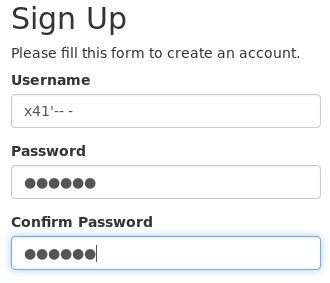 Sign Up
Please fill this form to create an account.
Username
x41'-- -
Password
●●●●●●
Confirm Password
●●●●●●